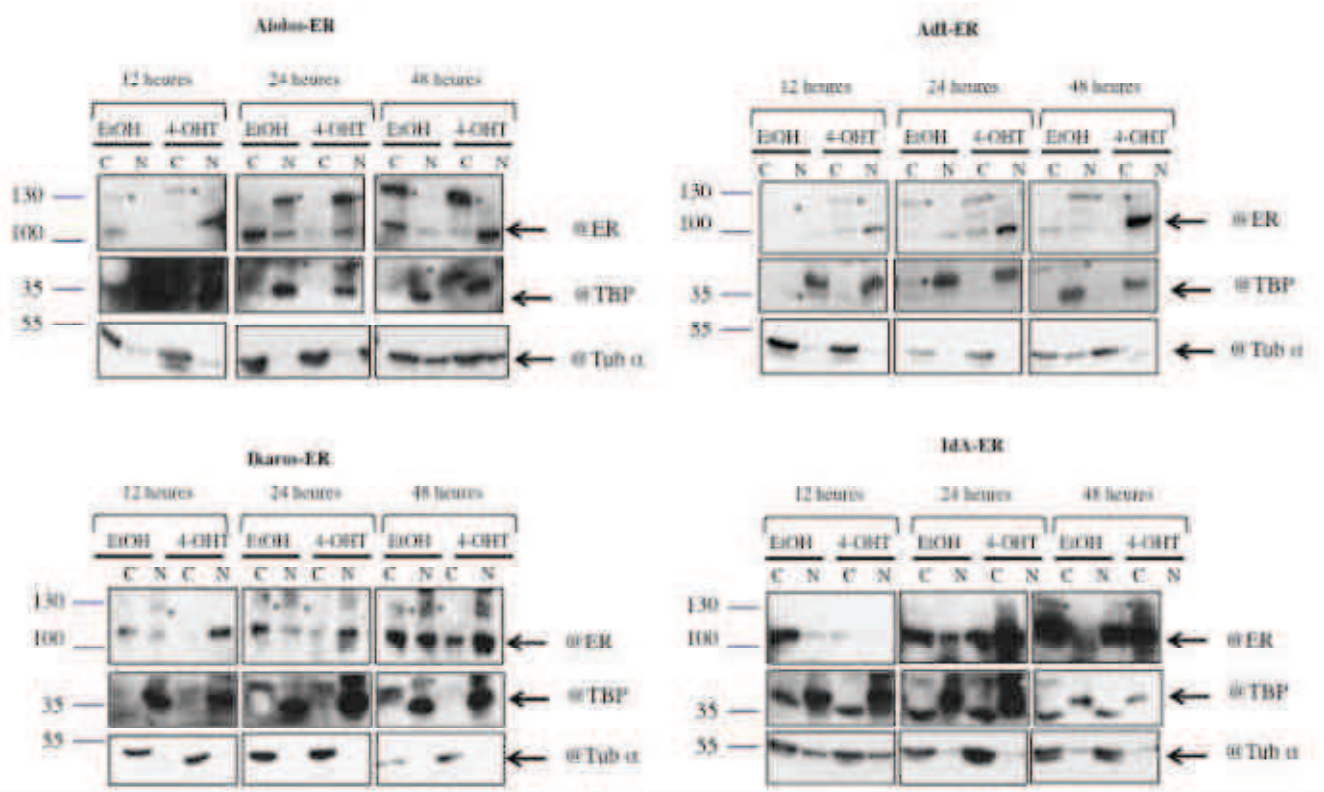 Aiolos-ER
12 heures 24 heures 48 heures
EtOH 4-OHT EtOH 4-OHT EtOH 4-OHT
C N C N C N C N C N C N
130
100
@ER
35
@TBP
55
@Tub α
AdI-ER
12 heures 24 heures 48 heures
EtOH 4-OHT EtOH 4-OHT EtOH 4-OHT
C N C N C N C N C N C N
130
100
@ER
35
@TBP
55
@Tub α
Ikaros-ER
12 heures 24 heures 48 heures
EtOH 4-OHT EtOH 4-OHT EtOH 4-OHT
C N C N C N C N C N C N
130
100
@ER
35
@TBP
55
@Tub α
IdA-ER
12 heures 24 heures 48 heures
EtOH 4-OHT EtOH 4-OHT EtOH 4-OHT
C N C N C N C N C N C N
130
100
@ER
35
@TBP
55
@Tub α